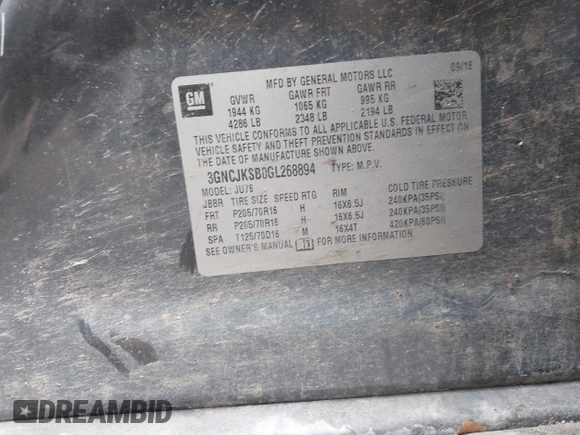 GM
MFD BY GENERAL MOTORS LLC 09/16
GVWR GAWR FRT GAWR RR
1944 KG 1065 KG 995 KG
4286 LB 2348 LB 2194 LB
THIS VEHICLE CONFORMS TO ALL APPLICABLE U.S. FEDERAL MOTOR
VEHICLE SAFETY AND THEFT PREVENTION STANDARDS IN EFFECT ON
THE DATE OF MANUFACTURE SHOWN ABOVE.
3GNCJKSB0GL268894 TYPE: M.P.V.
MODEL: JU76
JBBR TIRE SIZE SPEED RTG RIM COLD TIRE PRESSURE
FRT P205/70R16 H 16X6.5J 240KPA(35PSI)
RR P205/70R16 H 16X6.5J 240KPA(35PSI)
SPA T125/70D16 M 16X4T 420KPA(60PSI)
SEE OWNER'S MANUAL FOR MORE INFORMATION.
DREAMBID